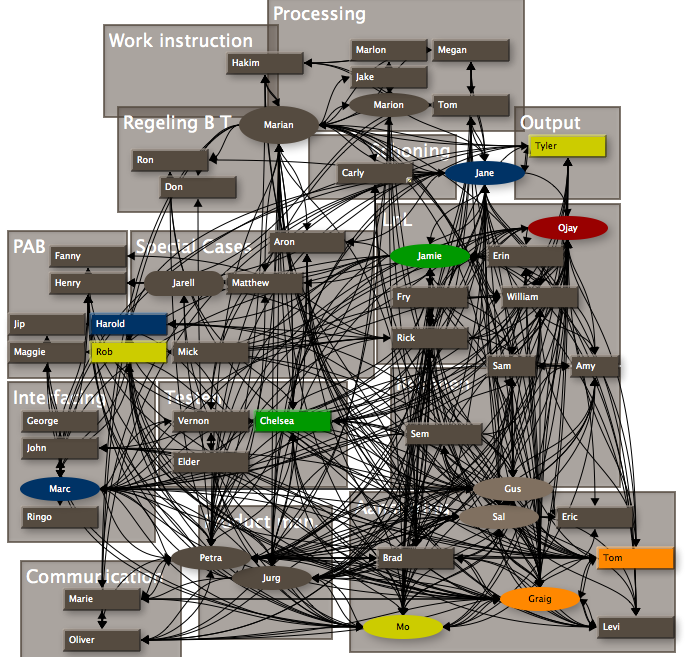 Processing
Work instruction
Marlon
Megan
Hakim
Jake
Marion
Tom
Regeling B T
Marian
Output
Tyler
Ron
Carly
Jane
Don
Ojay
PAB
Special Cases
Aron
Fanny
Jamie
Erin
Henry
Jarell
Matthew
Fry
William
Jip
Harold
Rick
Maggie
Rob
Mick
Sam
Amy
Interfacing
George
Vernon
Chelsea
Sem
John
Elder
Marc
Gus
Ringo
Sal
Eric
Petra
Brad
Tom
Jurg
Communication
Marie
Graig
Mo
Levi
Oliver